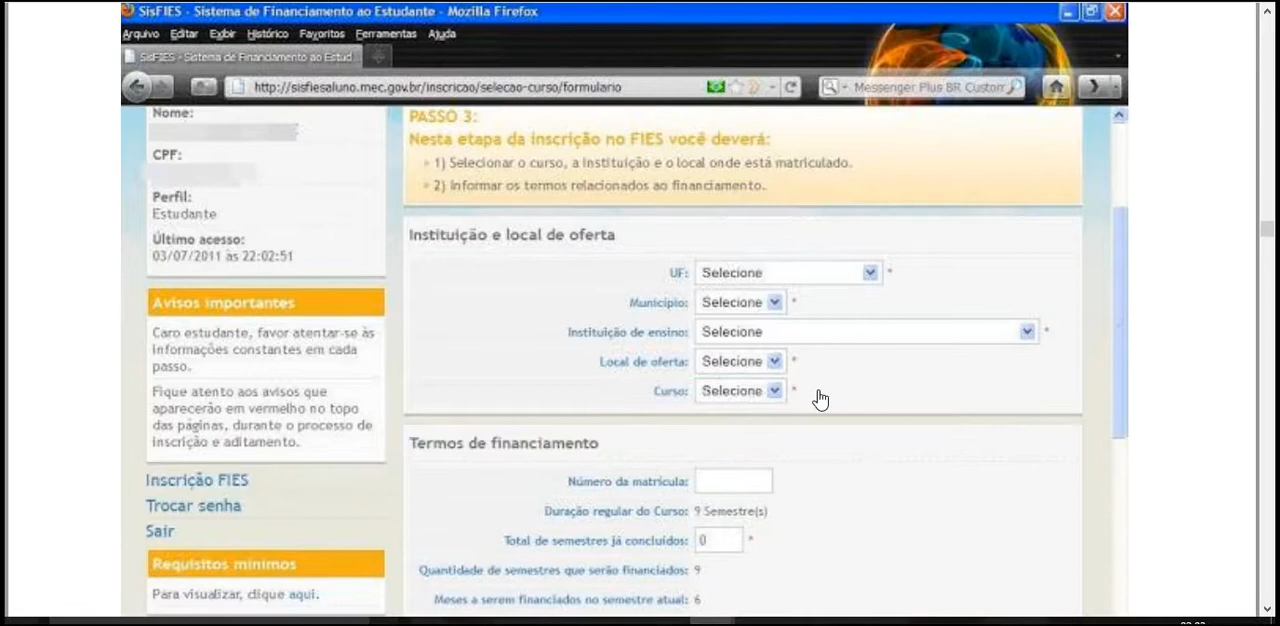 SisFIES - Sistema de Financiamento ao Estudante - Mozilla Firefox
Arquivo Editar Exibir Histórico Favoritos Ferramentas Ajuda
SisFIES - Sistema de Financiamento ao Estud
http://sisfiesaluno.mec.gov.br/inscricao/selecao-curso/formulario
Messenger Plus BR Custom
Nome:
CPF:
Perfil:
Estudante
Último acesso:
03/07/2011 às 22:02:51
Avisos importantes
Caro estudante, favor atentar-se às
informações constantes em cada
passo.
Fique atento aos avisos que
aparecerão em vermelho no topo
das páginas, durante o processo de
inscrição e aditamento.
Inscrição FIES
Trocar senha
Sair
Requisitos mínimos
Para visualizar, clique aqui.
PASSO 3:
Nesta etapa da inscrição no FIES você deverá:
1) Selecionar o curso, a instituição e o local onde está matriculado.
2) Informar os termos relacionados ao financiamento.
Instituição e local de oferta
UF: Selecione *
Município: Selecione *
Instituição de ensino: Selecione *
Local de oferta: Selecione *
Curso: Selecione *
Termos de financiamento
Número da matrícula:
Duração regular do Curso: 9 Semestre(s)
Total de semestres já concluídos: 0 *
Quantidade de semestres que serão financiados: 9
Meses a serem financiados no semestre atual: 6